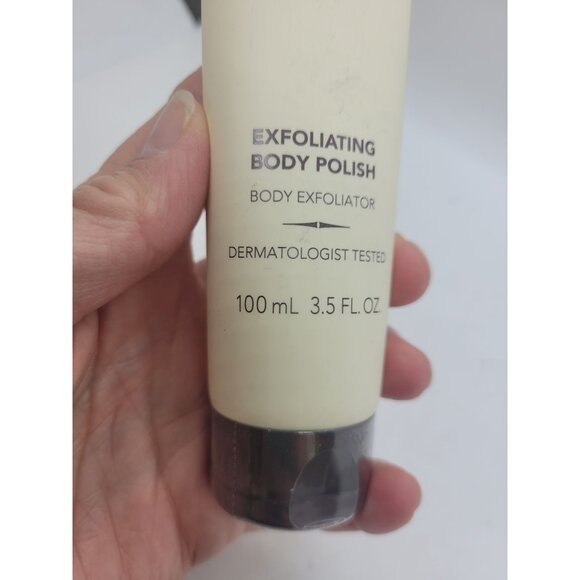 EXFOLIATING
BODY POLISH
BODY EXFOLIATOR
DERMATOLOGIST TESTED
100 mL 3.5 FL. OZ.